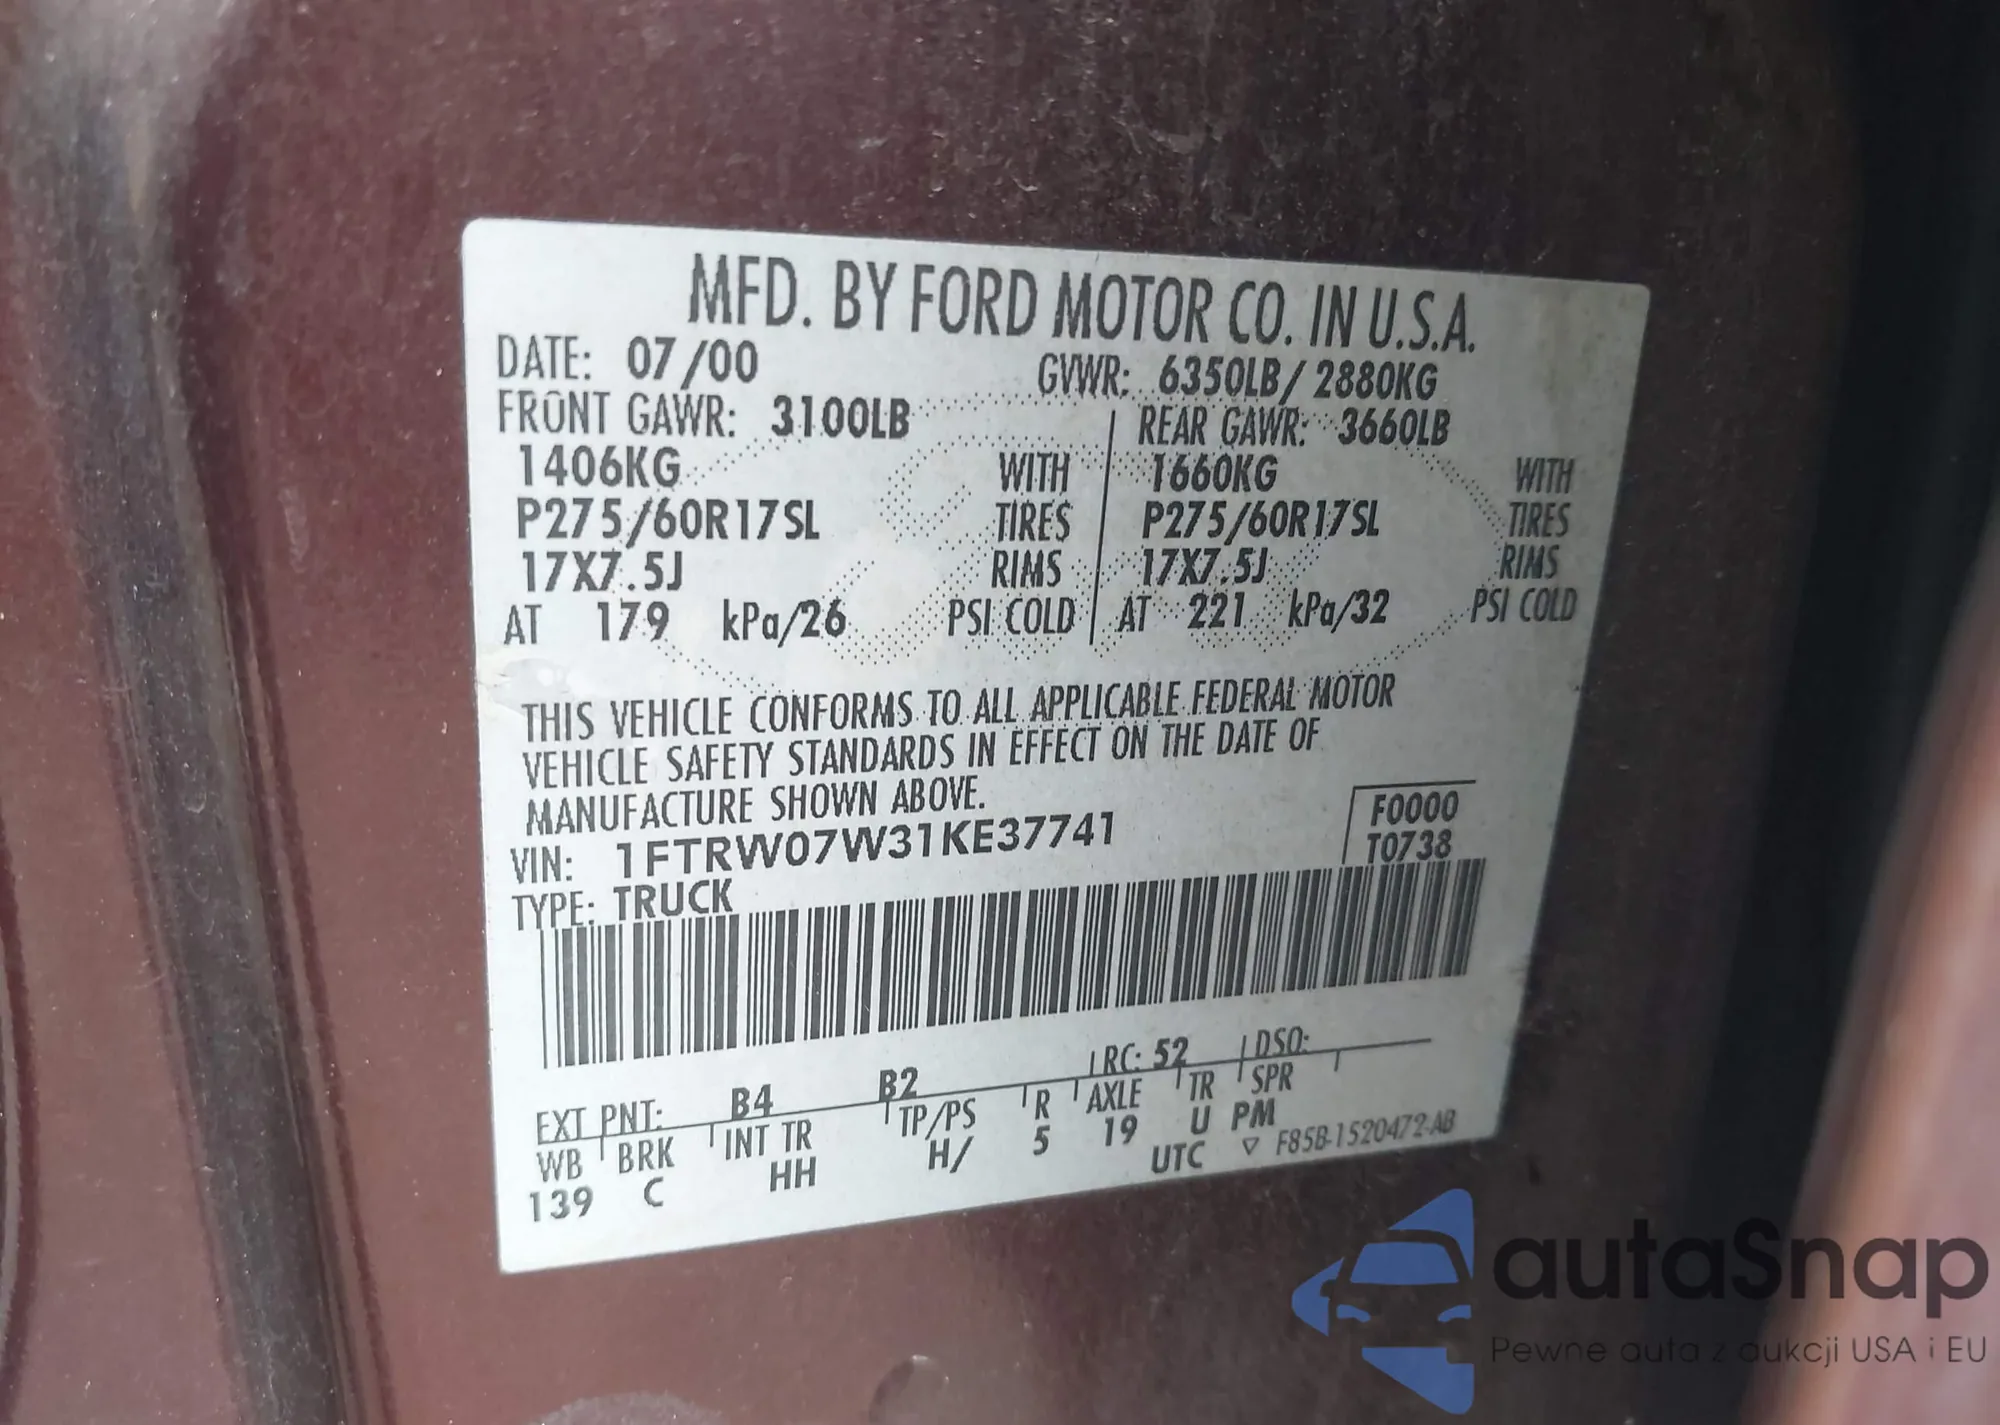 MFD. BY FORD MOTOR CO. IN U.S.A.
DATE: 07/00 GVWR: 6350LB/ 2880KG
FRONT GAWR: 3100LB REAR GAWR: 3660LB
1406KG WITH 1660KG WITH
P275/60R17SL TIRES P275/60R17SL TIRES
17X7.5J RIMS 17X7.5J RIMS
AT 179 kPa/26 PSI COLD AT 221 kPa/32 PSI COLD
THIS VEHICLE CONFORMS TO ALL APPLICABLE FEDERAL MOTOR
VEHICLE SAFETY STANDARDS IN EFFECT ON THE DATE OF
MANUFACTURE SHOWN ABOVE.
VIN: 1FTRW07W31KE37741 F0000
TYPE: TRUCK T0738
EXT PNT: B4 B2 RC: 52 DSO:
WB BRK INT TR TP/PS R AXLE TR SPR
139 C HH H/ 5 19 U PM
UTC ▽ F85B-1520472-AB
autoSnap
Pewne auta z aukcji USA i EU